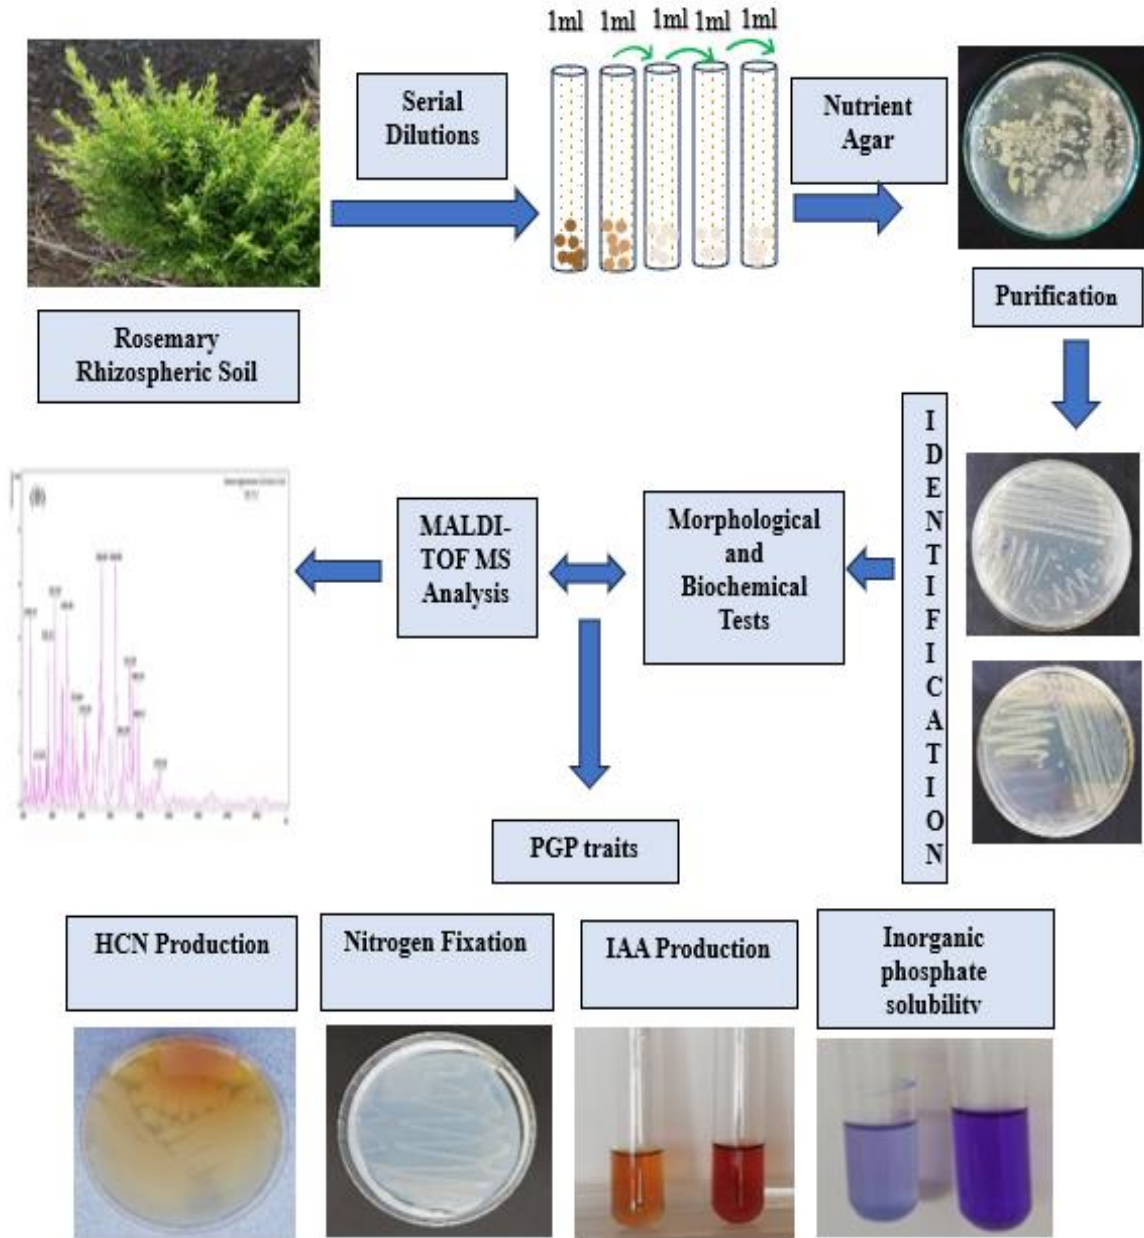 1ml 1ml 1ml 1ml 1ml
Serial
Dilutions
Nutrient
Agar
Rosemary
Rhizospheric Soil
Purification
IDENTIFICATION
Morphological
and
Biochemical
Tests
MALDI-
TOF MS
Analysis
PGP traits
HCN Production
Nitrogen Fixation
IAA Production
Inorganic
phosphate
solubility